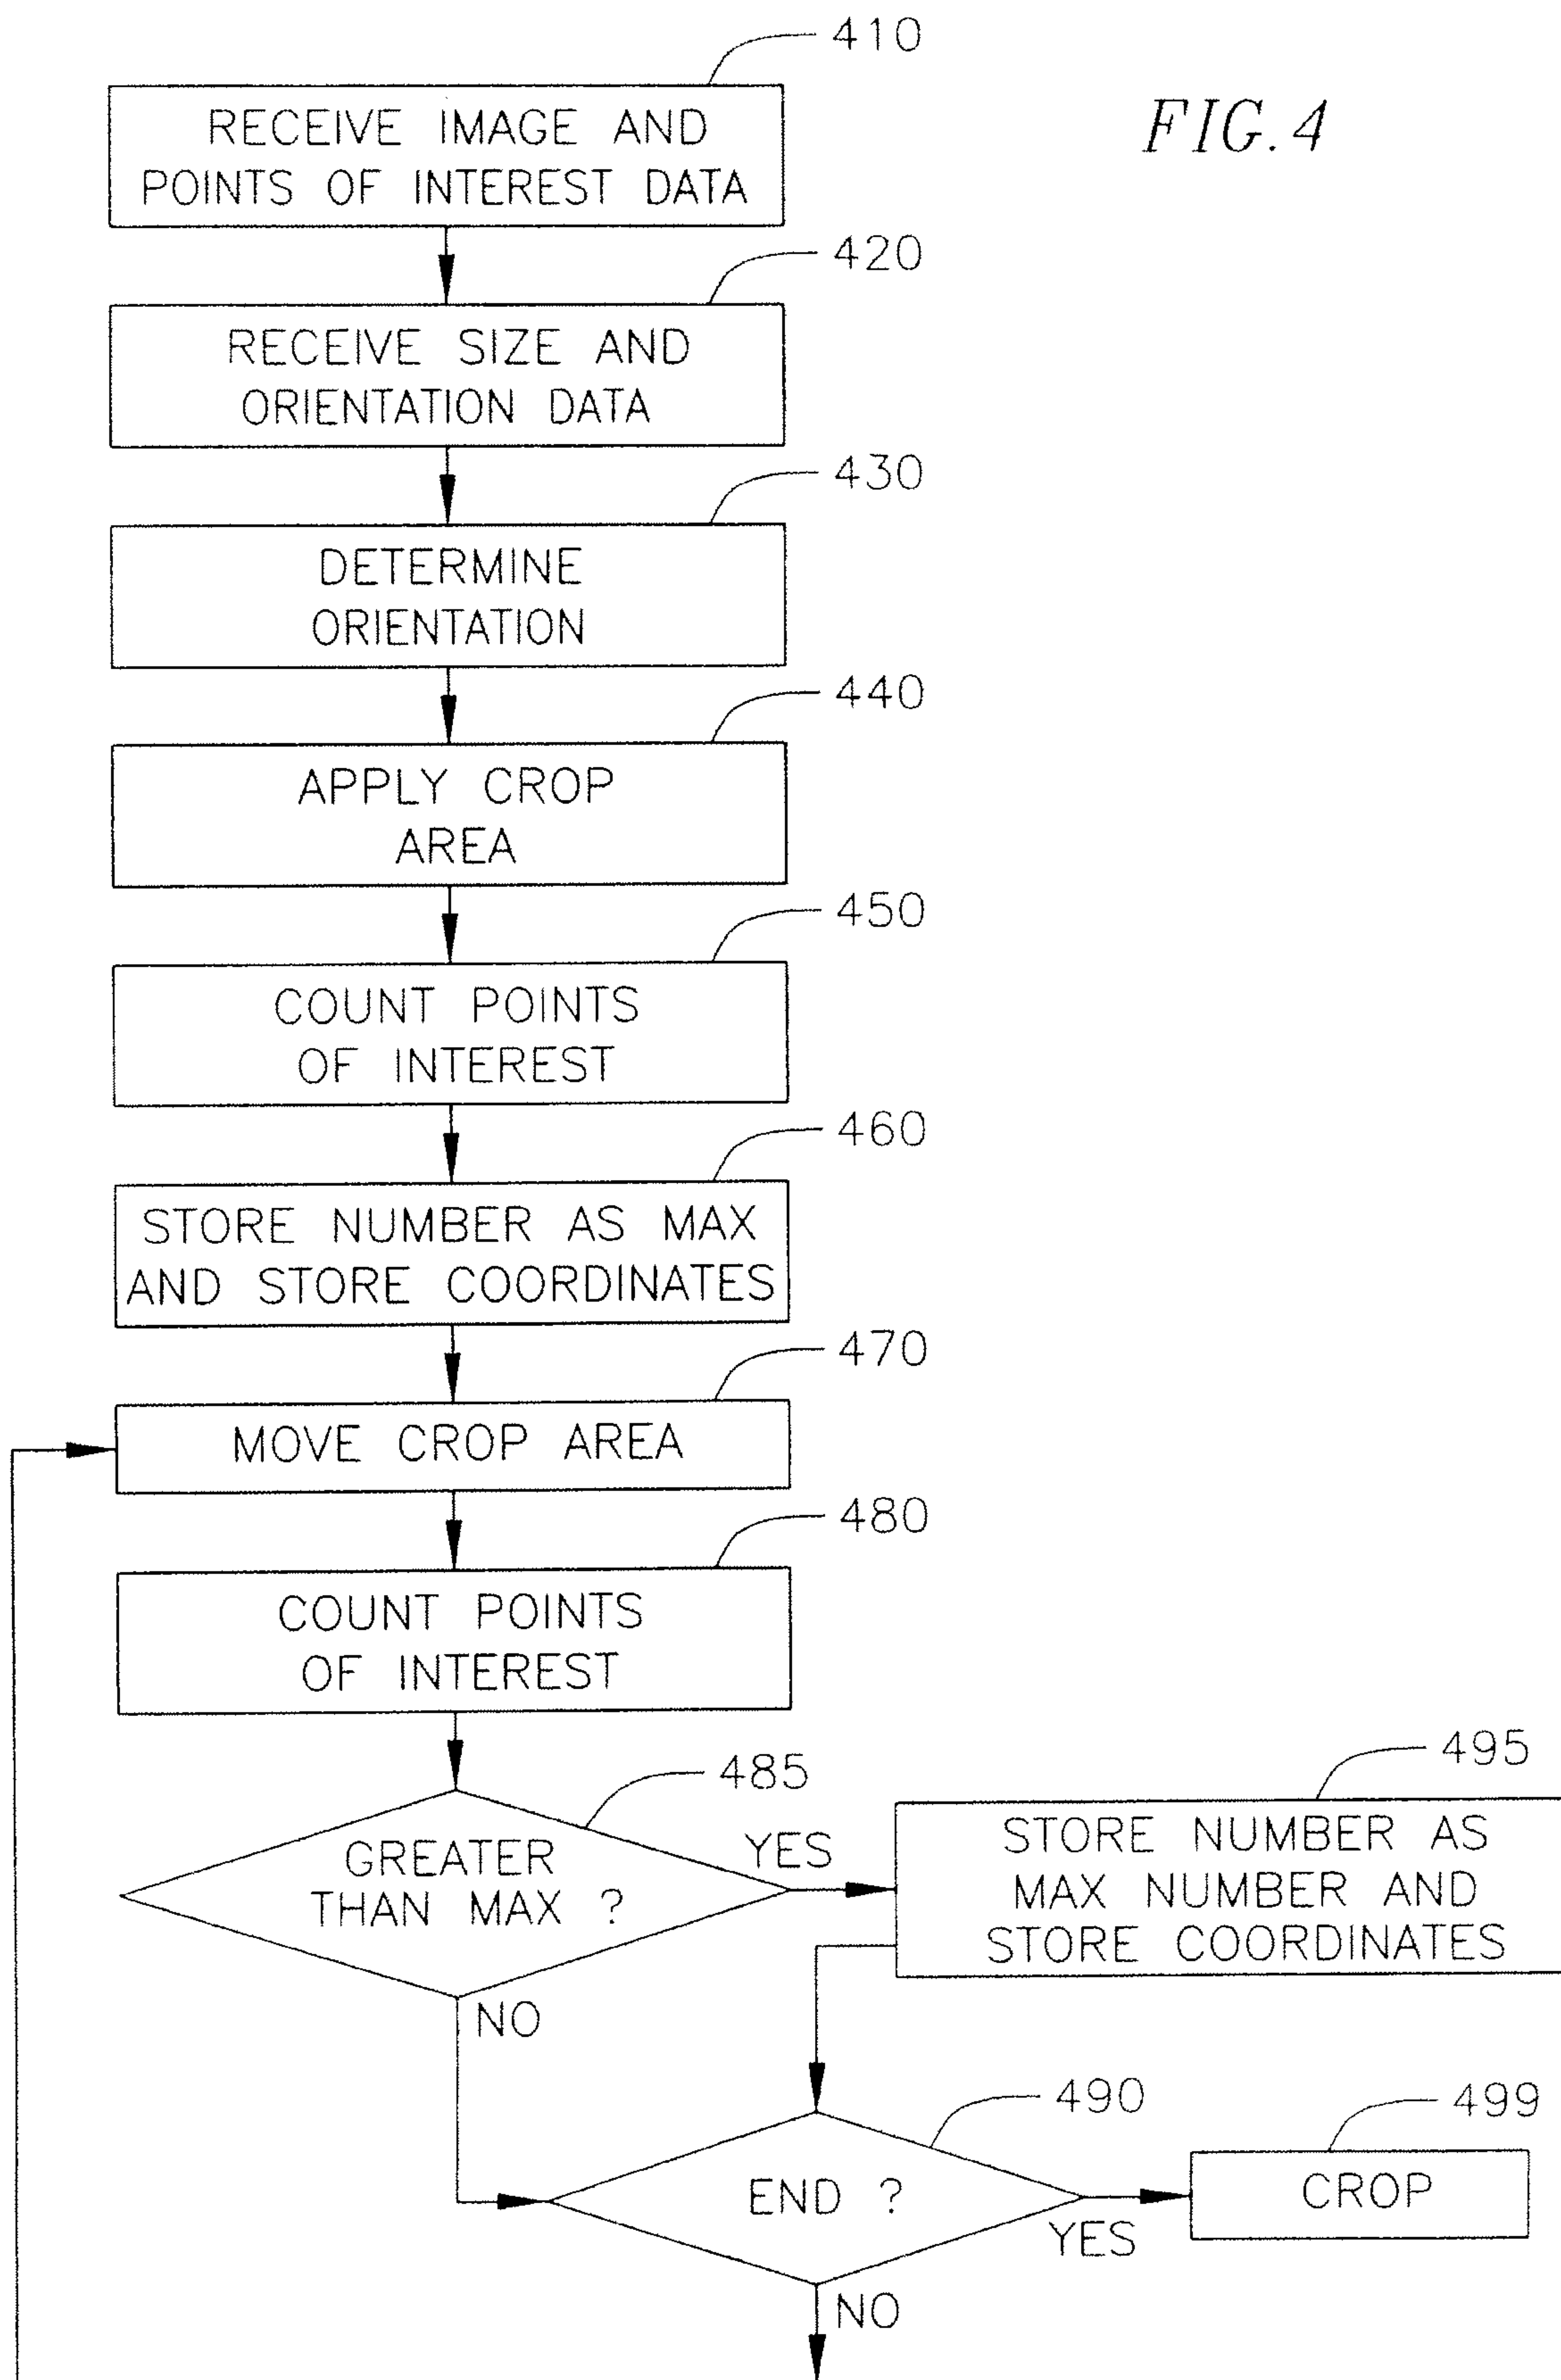 410
FIG. 4
RECEIVE IMAGE AND
POINTS OF INTEREST DATA
420
RECEIVE SIZE AND
ORIENTATION DATA
430
DETERMINE
ORIENTATION
440
APPLY CROP
AREA
450
COUNT POINTS
OF INTEREST
460
STORE NUMBER AS MAX
AND STORE COORDINATES
470
MOVE CROP AREA
480
COUNT POINTS
OF INTEREST
485
GREATER
THAN MAX ?
YES
NO
495
STORE NUMBER AS
MAX NUMBER AND
STORE COORDINATES
490
END ?
YES
NO
499
CROP